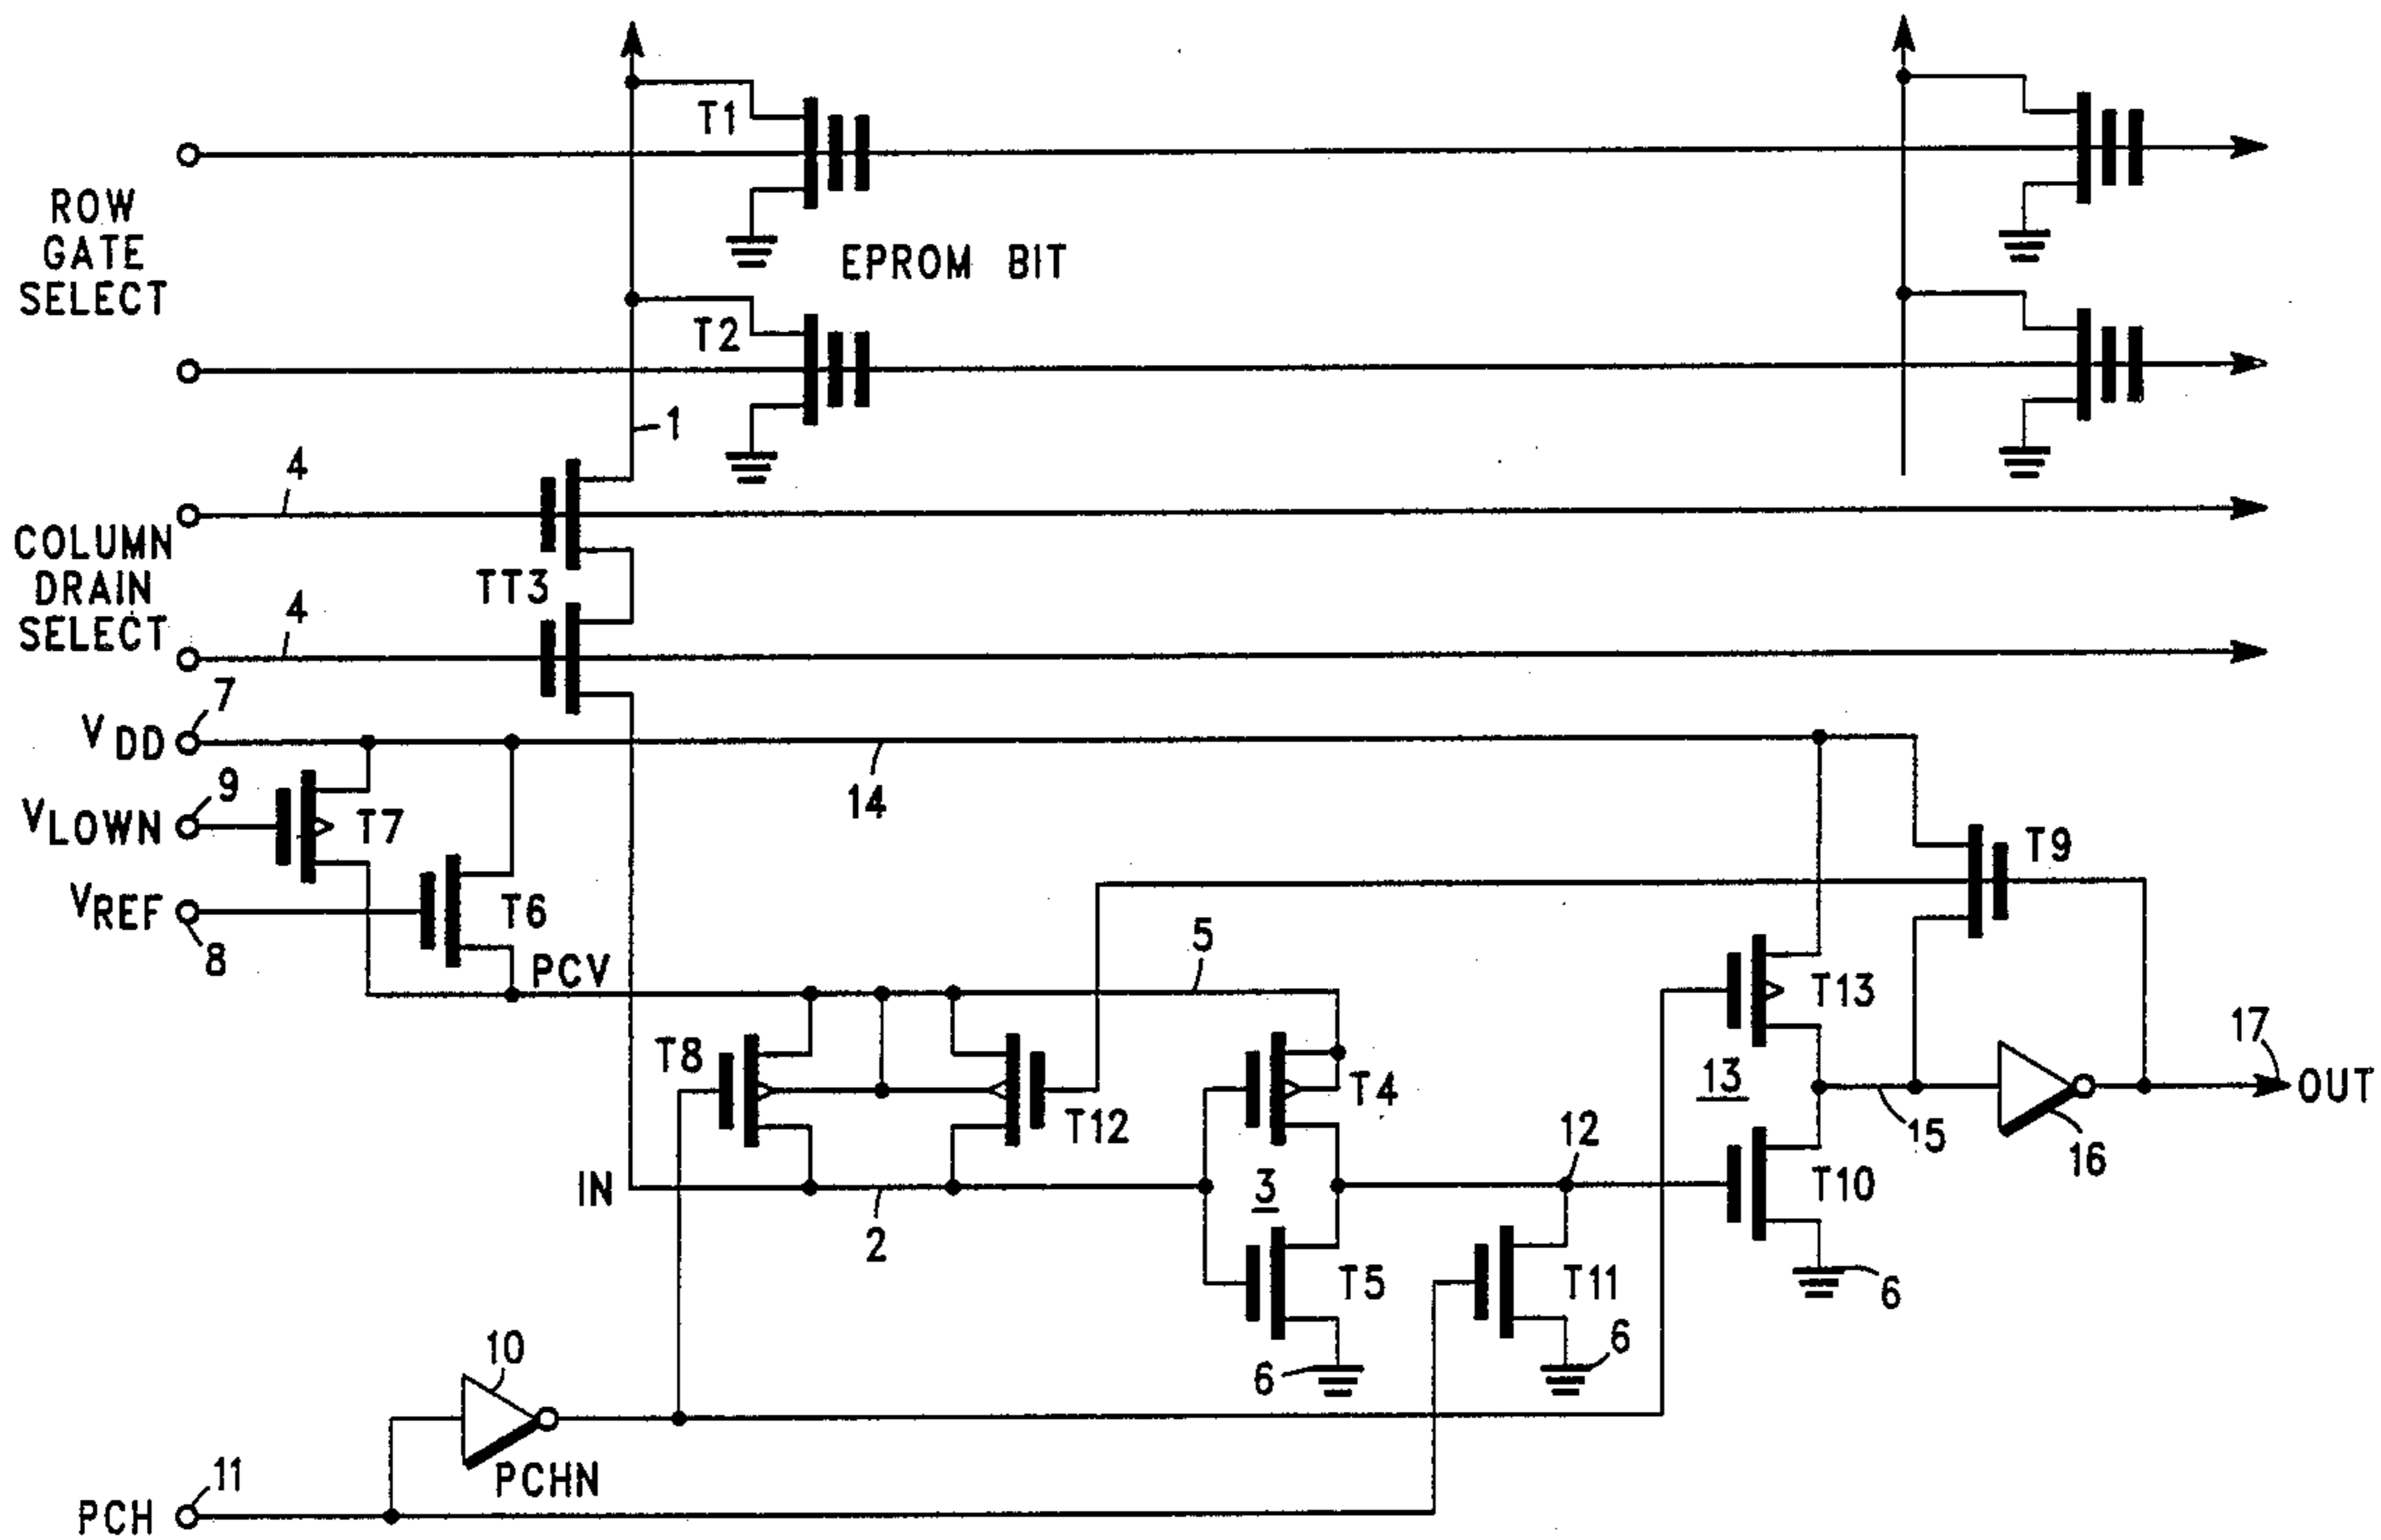 T1
ROW
GATE
SELECT
EPROM BIT
T2
1
4
COLUMN
DRAIN
SELECT
TT3
4
7
VDD
14
9
VLOWN
T7
T9
VREF
8
T6
PCV
5
T13
17
T8
T12
T4
13
OUT
15
16
IN
2
3
12
T10
T5
T11
6
6
6
10
PCHN
11
PCH